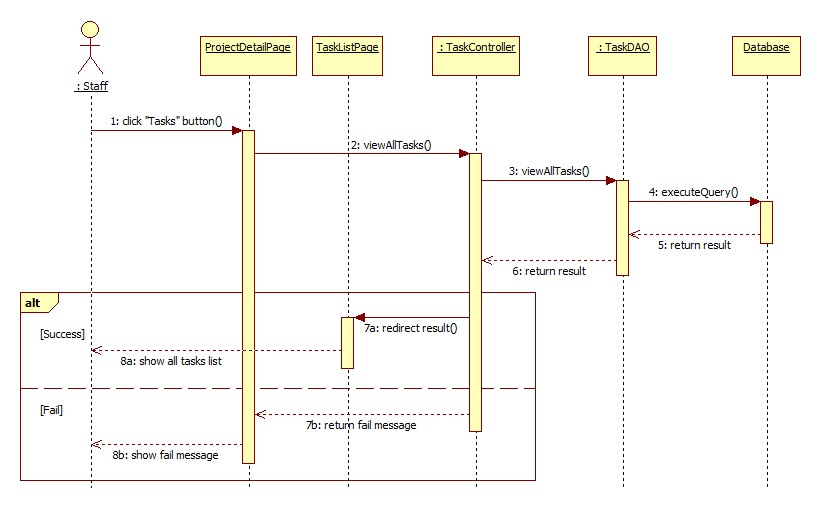 ProjectDetailPage
TaskListPage
: TaskController
: TaskDAO
Database
: Staff
1: click "Tasks" button()
2: viewAllTasks()
3: viewAllTasks()
4: executeQuery()
5: return result
6: return result
alt
7a: redirect result()
[Success]
8a: show all tasks list
[Fail]
7b: return fail message
8b: show fail message